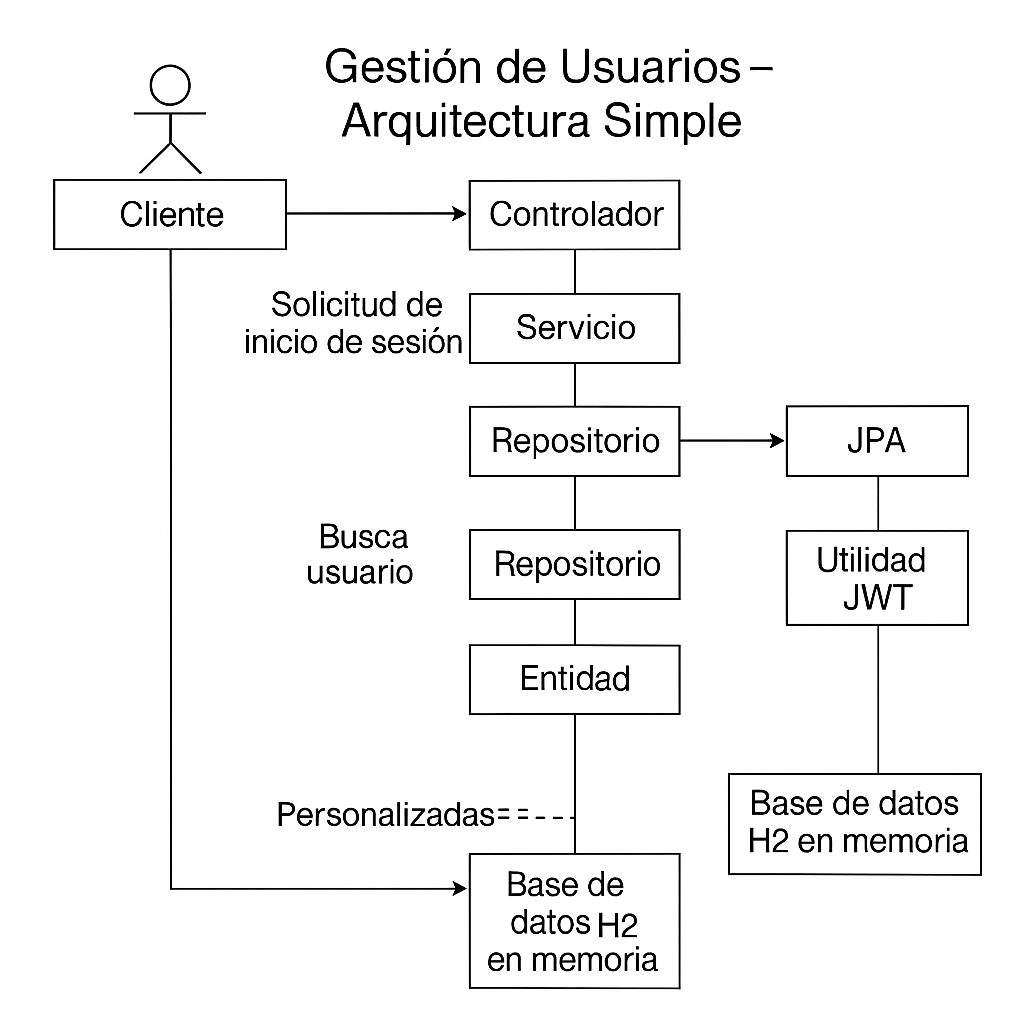 Gestión de Usuarios –
Arquitectura Simple
Cliente
Controlador
Solicitud de
inicio de sesión
Servicio
Repositorio
JPA
Busca
usuario
Repositorio
Utilidad
JWT
Entidad
Personalizadas
Base de datos
H2 en memoria
Base de
datos H2
en memoria